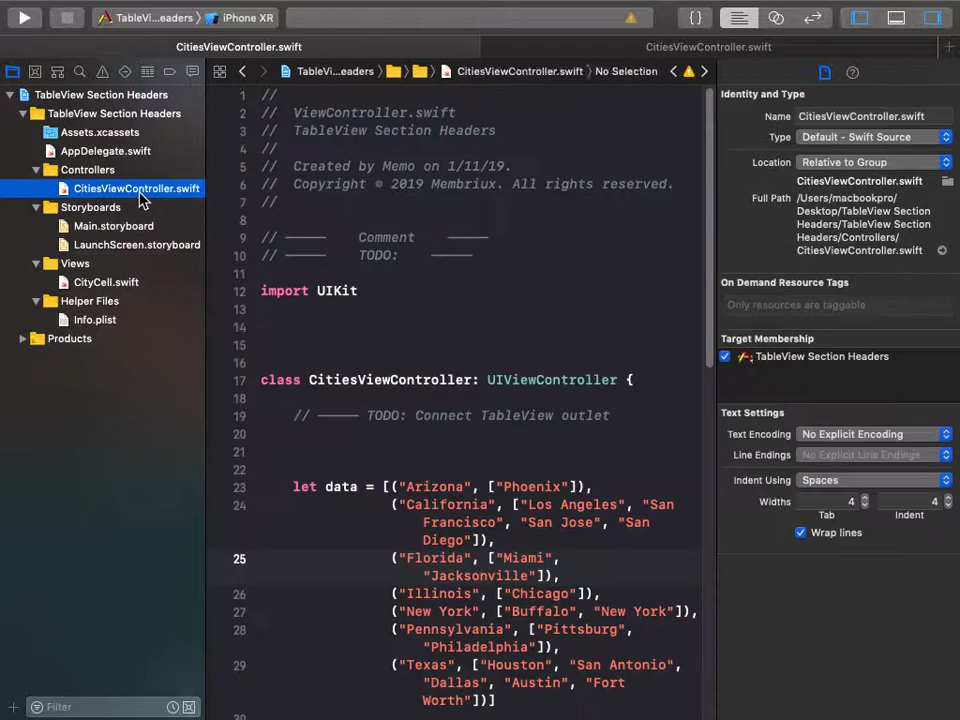 TableVi...eaders 〉 iPhone XR
CitiesViewController.swift
CitiesViewController.swift
TableVi...eaders
CitiesViewController.swift
No Selection
TableView Section Headers
TableView Section Headers
Assets.xcassets
AppDelegate.swift
Controllers
CitiesViewController.swift
Storyboards
Main.storyboard
LaunchScreen.storyboard
Views
CityCell.swift
Helper Files
Info.plist
Products
Filter
1 //
2 // ViewController.swift
3 // TableView Section Headers
4 //
5 // Created by Memo on 1/11/19.
6 // Copyright © 2019 Membriux. All rights reserved.
7 //
8
9 // ––––– Comment –––––
10 // ––––– TODO: –––––
11
12 import UIKit
13
14
15
16
17 class CitiesViewController: UIViewController {
18
19 // ––––– TODO: Connect TableView outlet
20
21
22
23 let data = [("Arizona", ["Phoenix"]),
24 ("California", ["Los Angeles", "San
Francisco", "San Jose", "San
Diego"]),
25 ("Florida", ["Miami",
"Jacksonville"]),
26 ("Illinois", ["Chicago"]),
27 ("New York", ["Buffalo", "New York"]),
28 ("Pennsylvania", ["Pittsburg",
"Philadelphia"]),
29 ("Texas", ["Houston", "San Antonio",
"Dallas", "Austin", "Fort
Worth"])]
30
Identity and Type
Name CitiesViewController.swift
Type Default - Swift Source
Location Relative to Group
CitiesViewController.swift
Full Path /Users/macbookpro/
Desktop/TableView Section
Headers/TableView Section
Headers/Controllers/
CitiesViewController.swift
On Demand Resource Tags
Only resources are taggable
Target Membership
TableView Section Headers
Text Settings
Text Encoding No Explicit Encoding
Line Endings No Explicit Line Endings
Indent Using Spaces
Widths 4 4
Tab Indent
Wrap lines